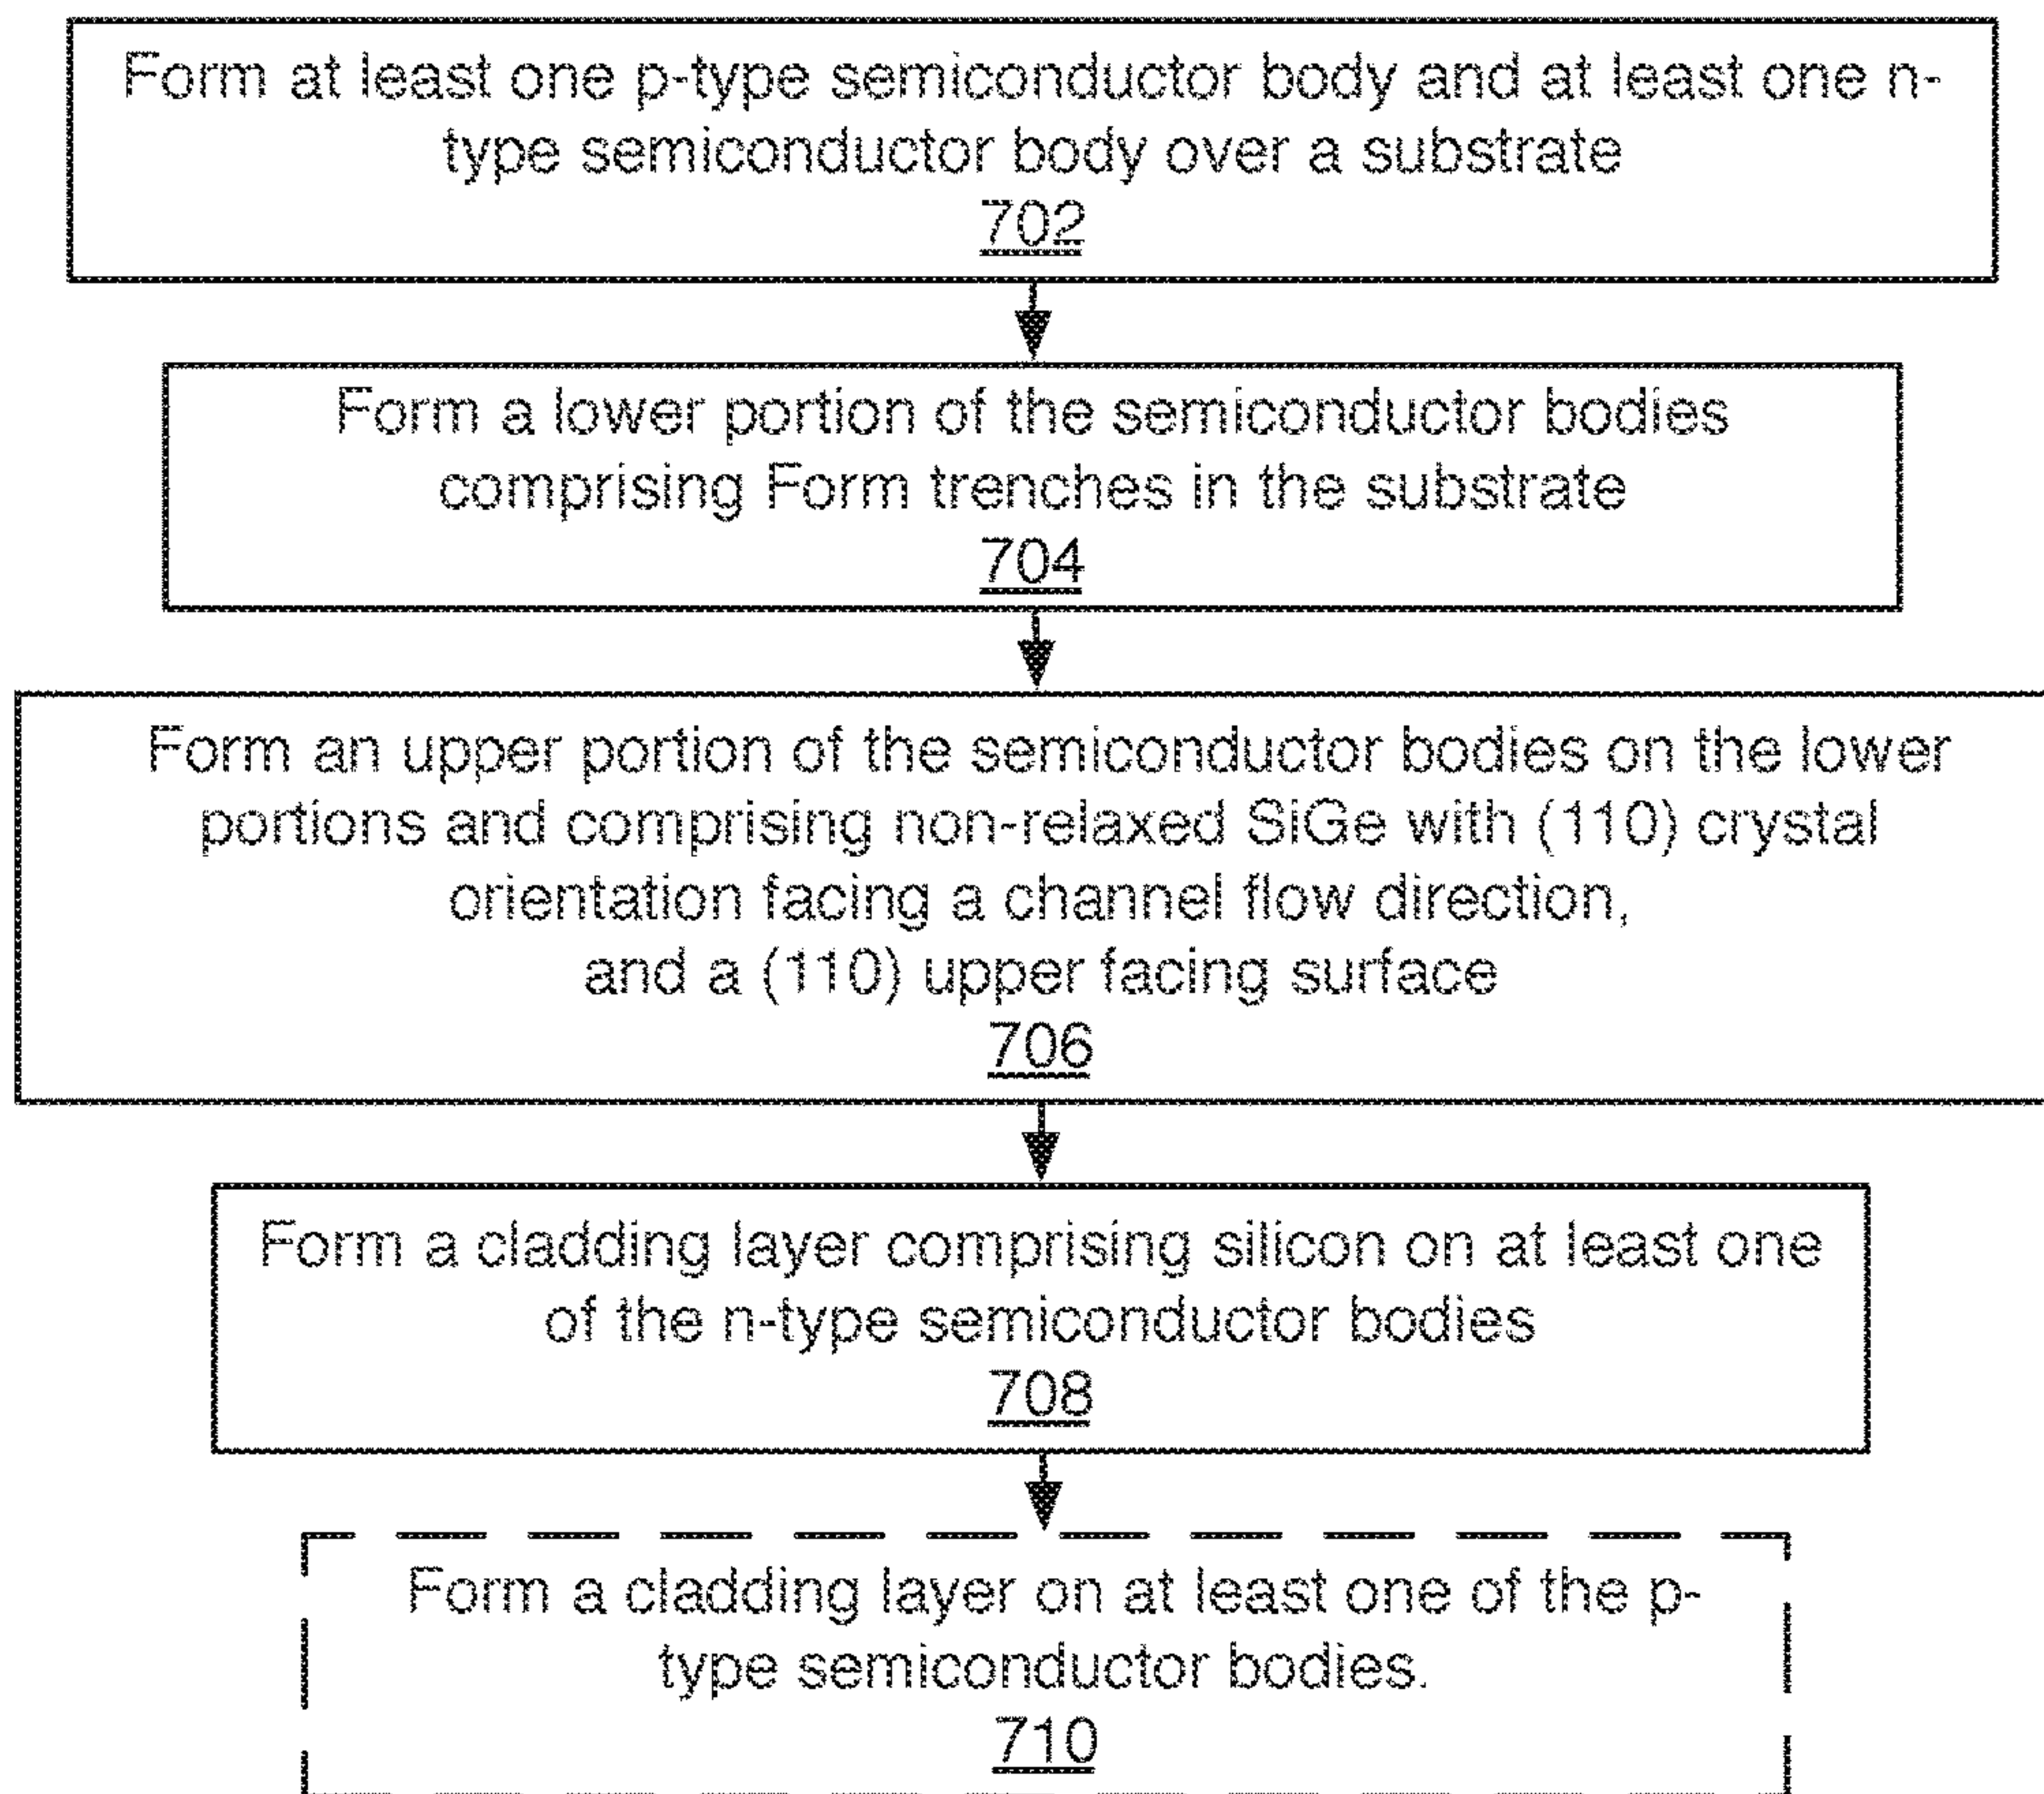 Form at least one p-type semiconductor body and at least one n-
type semiconductor body over a substrate
702
Form a lower portion of the semiconductor bodies
comprising Form trenches in the substrate
704
Form an upper portion of the semiconductor bodies on the lower
portions and comprising non-relaxed SiGe with (110) crystal
orientation facing a channel flow direction,
and a (110) upper facing surface
706
Form a cladding layer comprising silicon on at least one
of the n-type semiconductor bodies
708
Form a cladding layer on at least one of the p-
type semiconductor bodies.
710